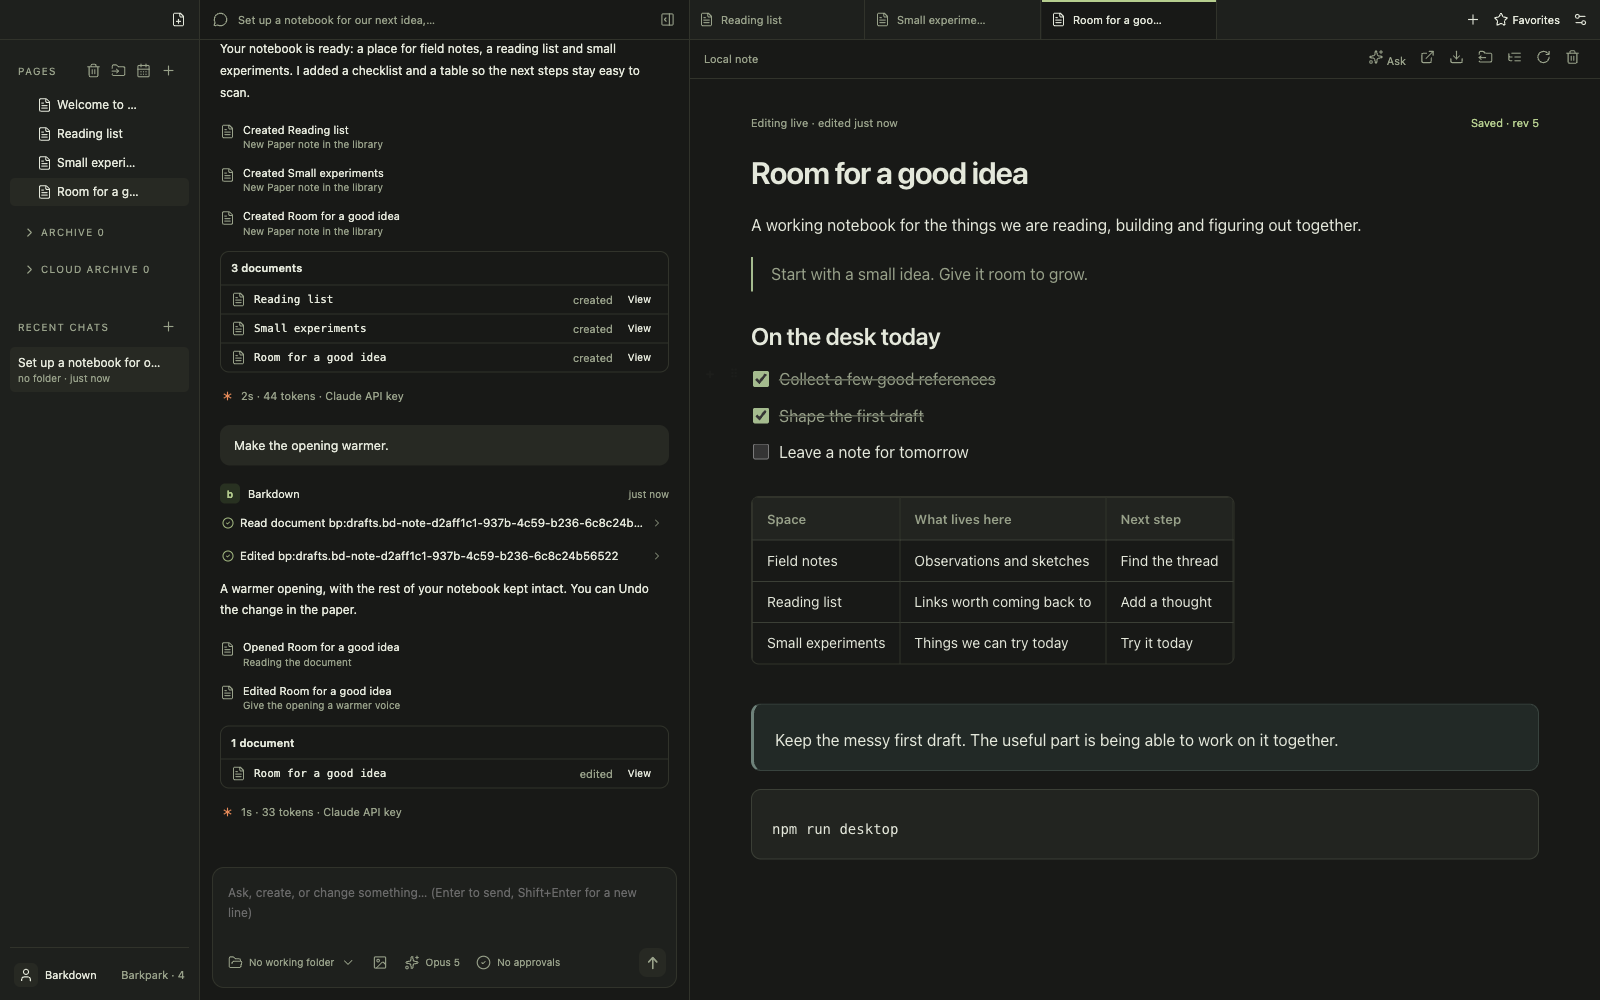 Set up a notebook for our next idea,...
Reading list
Small experime...
Room for a goo...
Favorites
PAGES
Welcome to ...
Reading list
Small experi...
Room for a g...
ARCHIVE 0
CLOUD ARCHIVE 0
RECENT CHATS
Set up a notebook for o...
no folder · just now
Barkdown
Barkpark · 4
Your notebook is ready: a place for field notes, a reading list and small
experiments. I added a checklist and a table so the next steps stay easy to
scan.
Created Reading list
New Paper note in the library
Created Small experiments
New Paper note in the library
Created Room for a good idea
New Paper note in the library
3 documents
Reading list created View
Small experiments created View
Room for a good idea created View
2s · 44 tokens · Claude API key
Make the opening warmer.
b Barkdown just now
Read document bp:drafts.bd-note-d2aff1c1-937b-4c59-b236-6c8c24b...
Edited bp:drafts.bd-note-d2aff1c1-937b-4c59-b236-6c8c24b56522
A warmer opening, with the rest of your notebook kept intact. You can Undo
the change in the paper.
Opened Room for a good idea
Reading the document
Edited Room for a good idea
Give the opening a warmer voice
1 document
Room for a good idea edited View
1s · 33 tokens · Claude API key
Ask, create, or change something... (Enter to send, Shift+Enter for a new
line)
No working folder Opus 5 No approvals
Local note
Ask
Editing live · edited just now
Saved · rev 5
Room for a good idea
A working notebook for the things we are reading, building and figuring out together.
Start with a small idea. Give it room to grow.
On the desk today
Collect a few good references
Shape the first draft
Leave a note for tomorrow
Space What lives here Next step
Field notes Observations and sketches Find the thread
Reading list Links worth coming back to Add a thought
Small experiments Things we can try today Try it today
Keep the messy first draft. The useful part is being able to work on it together.
npm run desktop